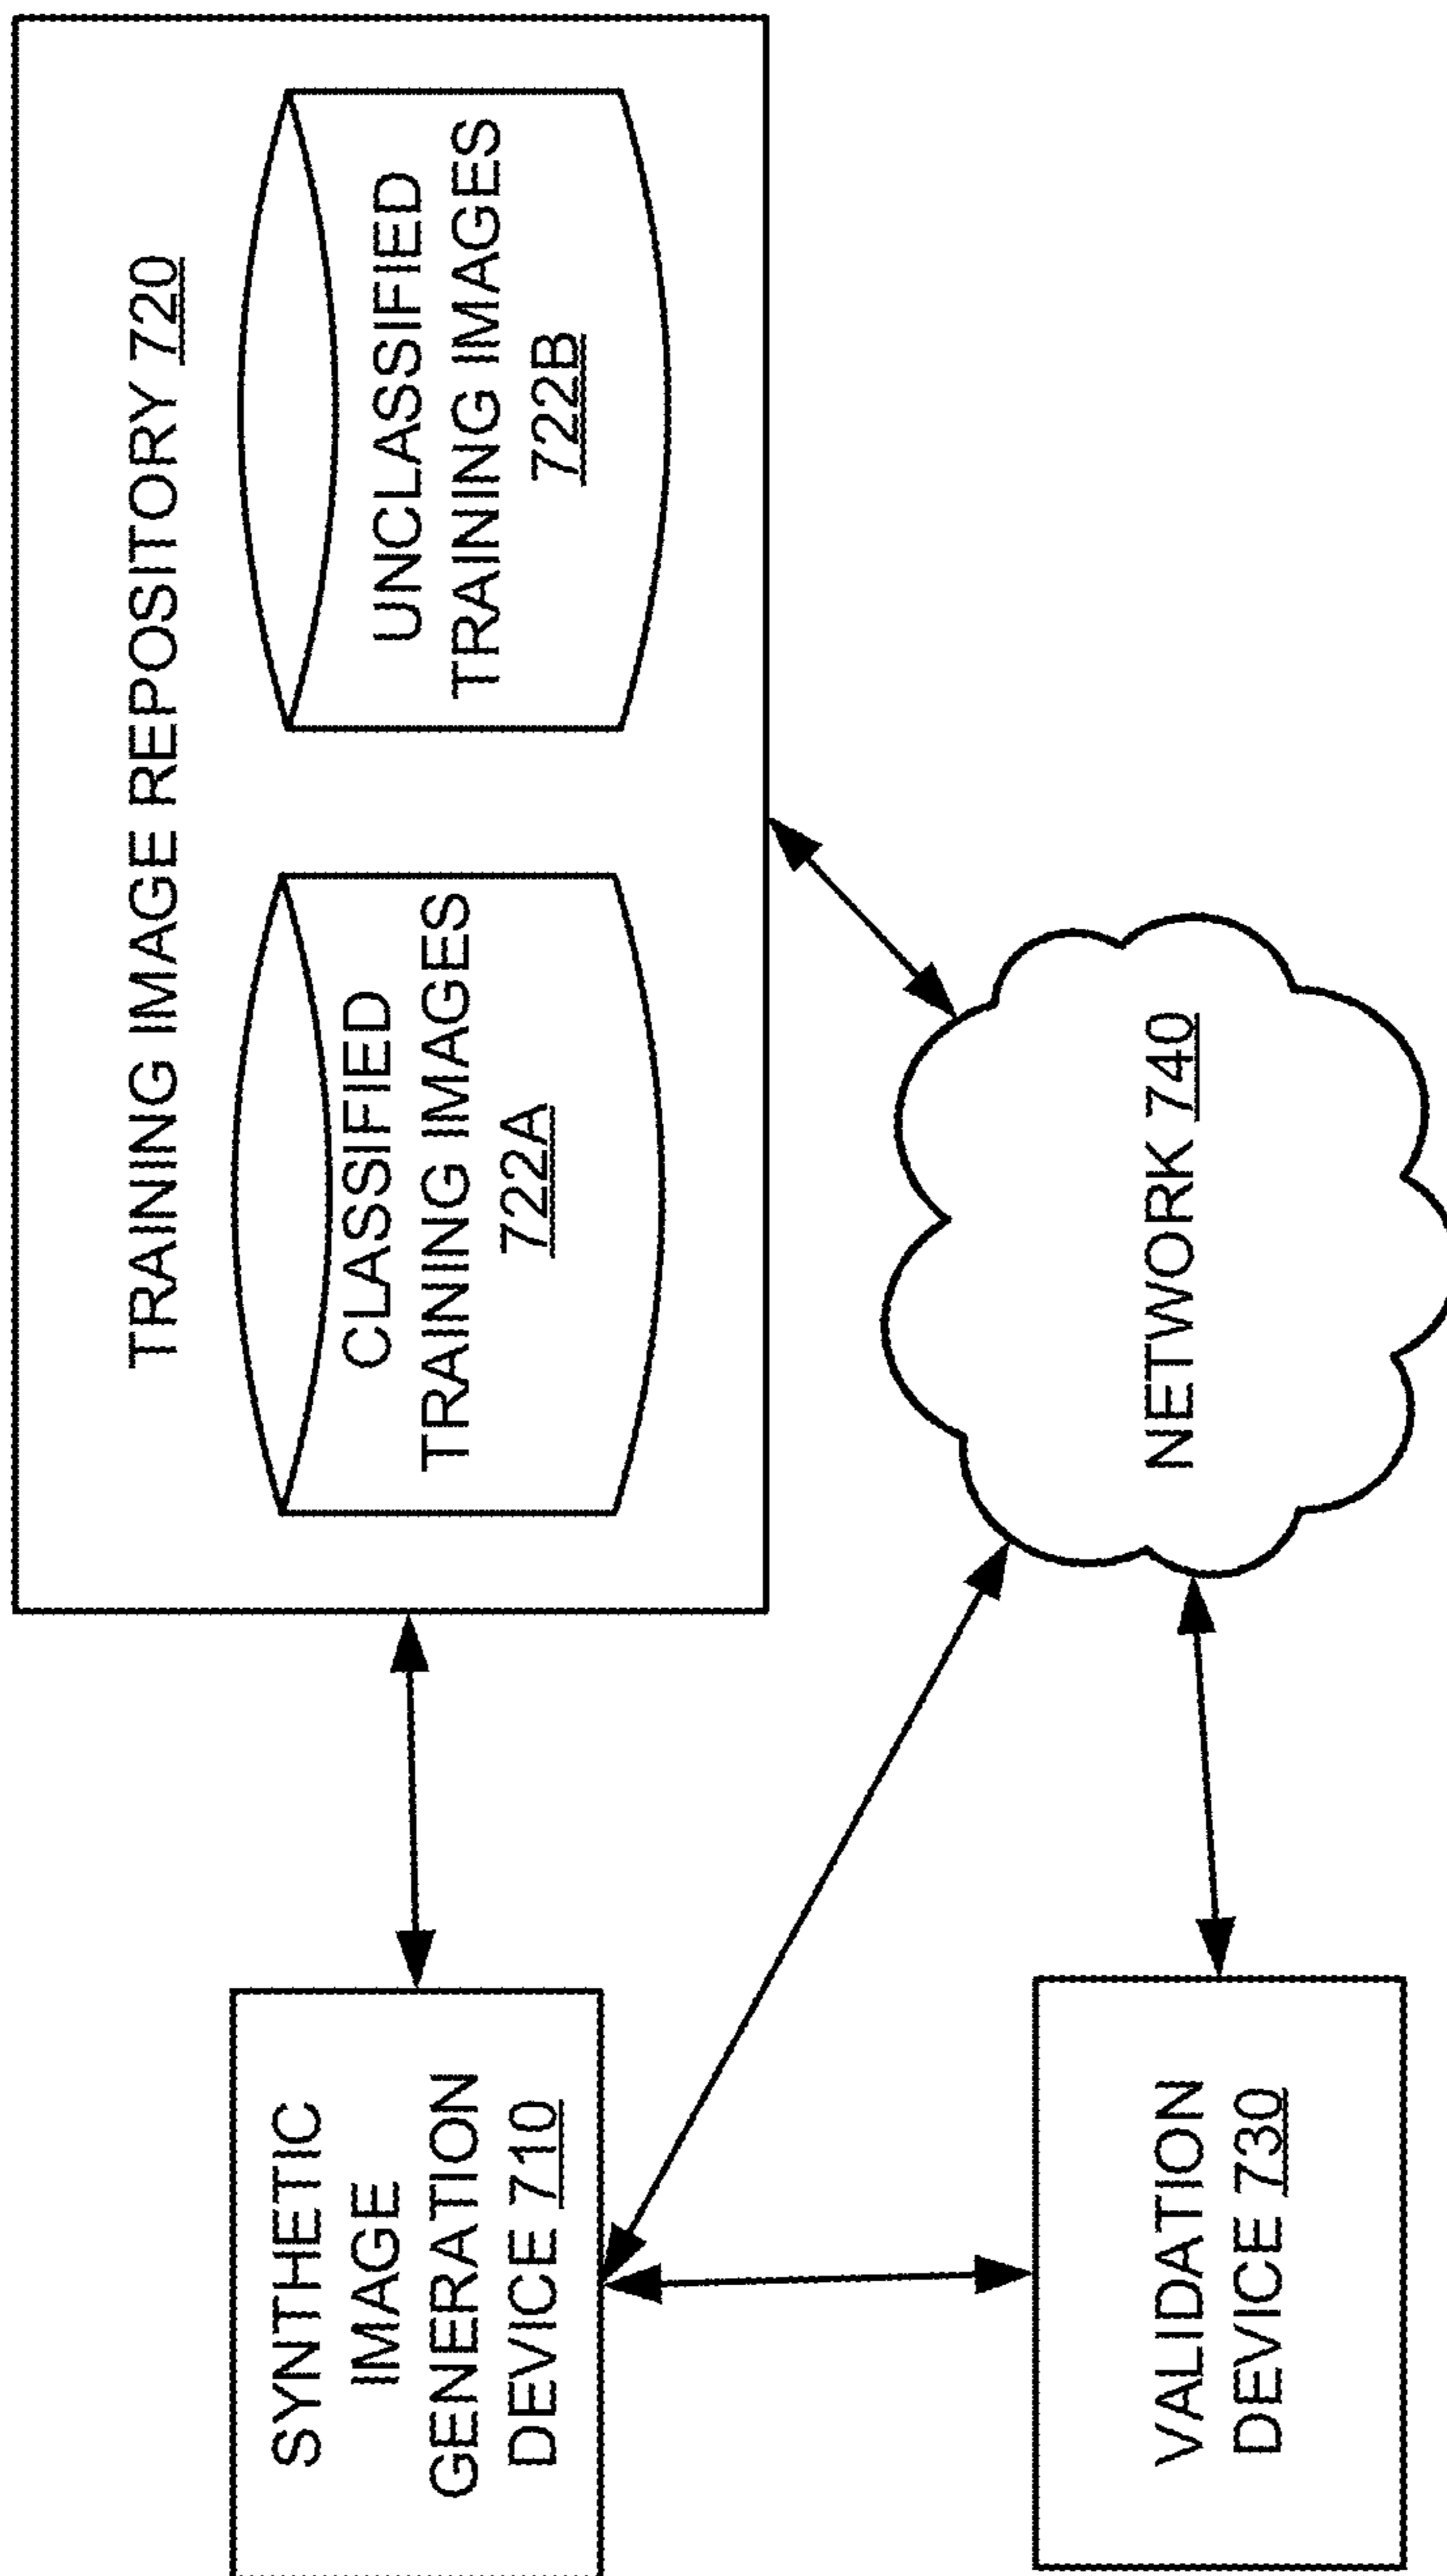 SYNTHETIC
IMAGE
GENERATION
DEVICE 710
TRAINING IMAGE REPOSITORY 720
CLASSIFIED
TRAINING IMAGES
722A
UNCLASSIFIED
TRAINING IMAGES
722B
VALIDATION
DEVICE 730
NETWORK 740